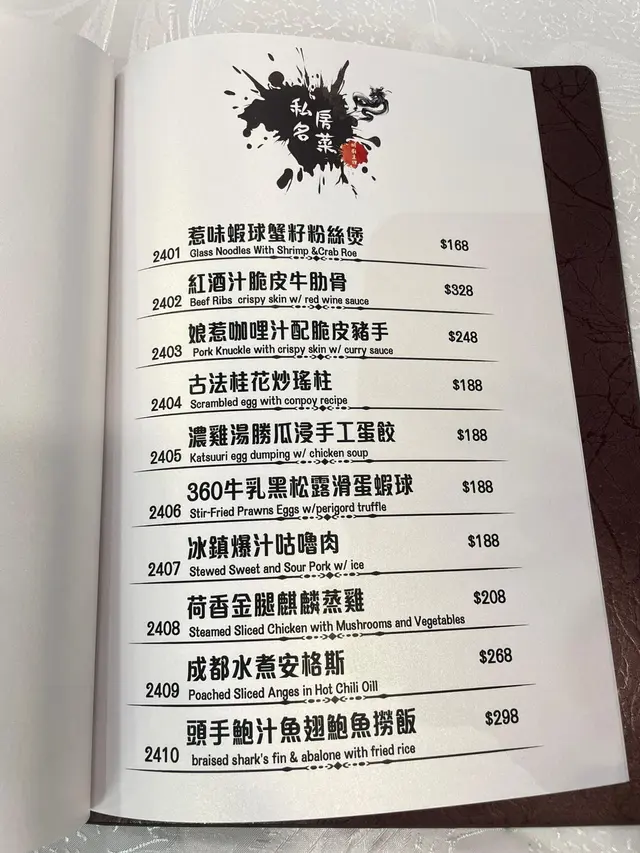 私房
名菜
惹味蝦球蟹籽粉絲煲
2401 Glass Noodles With Shrimp &Crab Roe $168
紅酒汁脆皮牛肋骨
2402 Beef Ribs crispy skin w/ red wine sauce $328
娘惹咖哩汁配脆皮豬手
2403 Pork Knuckle with crispy skin w/ curry sauce $248
古法桂花炒瑤柱
2404 Scrambled egg with conpoy recipe $188
濃雞湯勝瓜浸手工蛋餃
2405 Katsuuri egg dumping w/ chicken soup $188
360牛乳黑松露滑蛋蝦球
2406 Stir-Fried Prawns Eggs w/perigord truffle $188
冰鎮爆汁咕嚕肉
2407 Stewed Sweet and Sour Pork w/ ice $188
荷香金腿麒麟蒸雞
2408 Steamed Sliced Chicken with Mushrooms and Vegetables $208
成都水煮安格斯
2409 Poached Sliced Anges in Hot Chili Oill $268
頭手鮑汁魚翅鮑魚撈飯
2410 braised shark's fin & abalone with fried rice $298